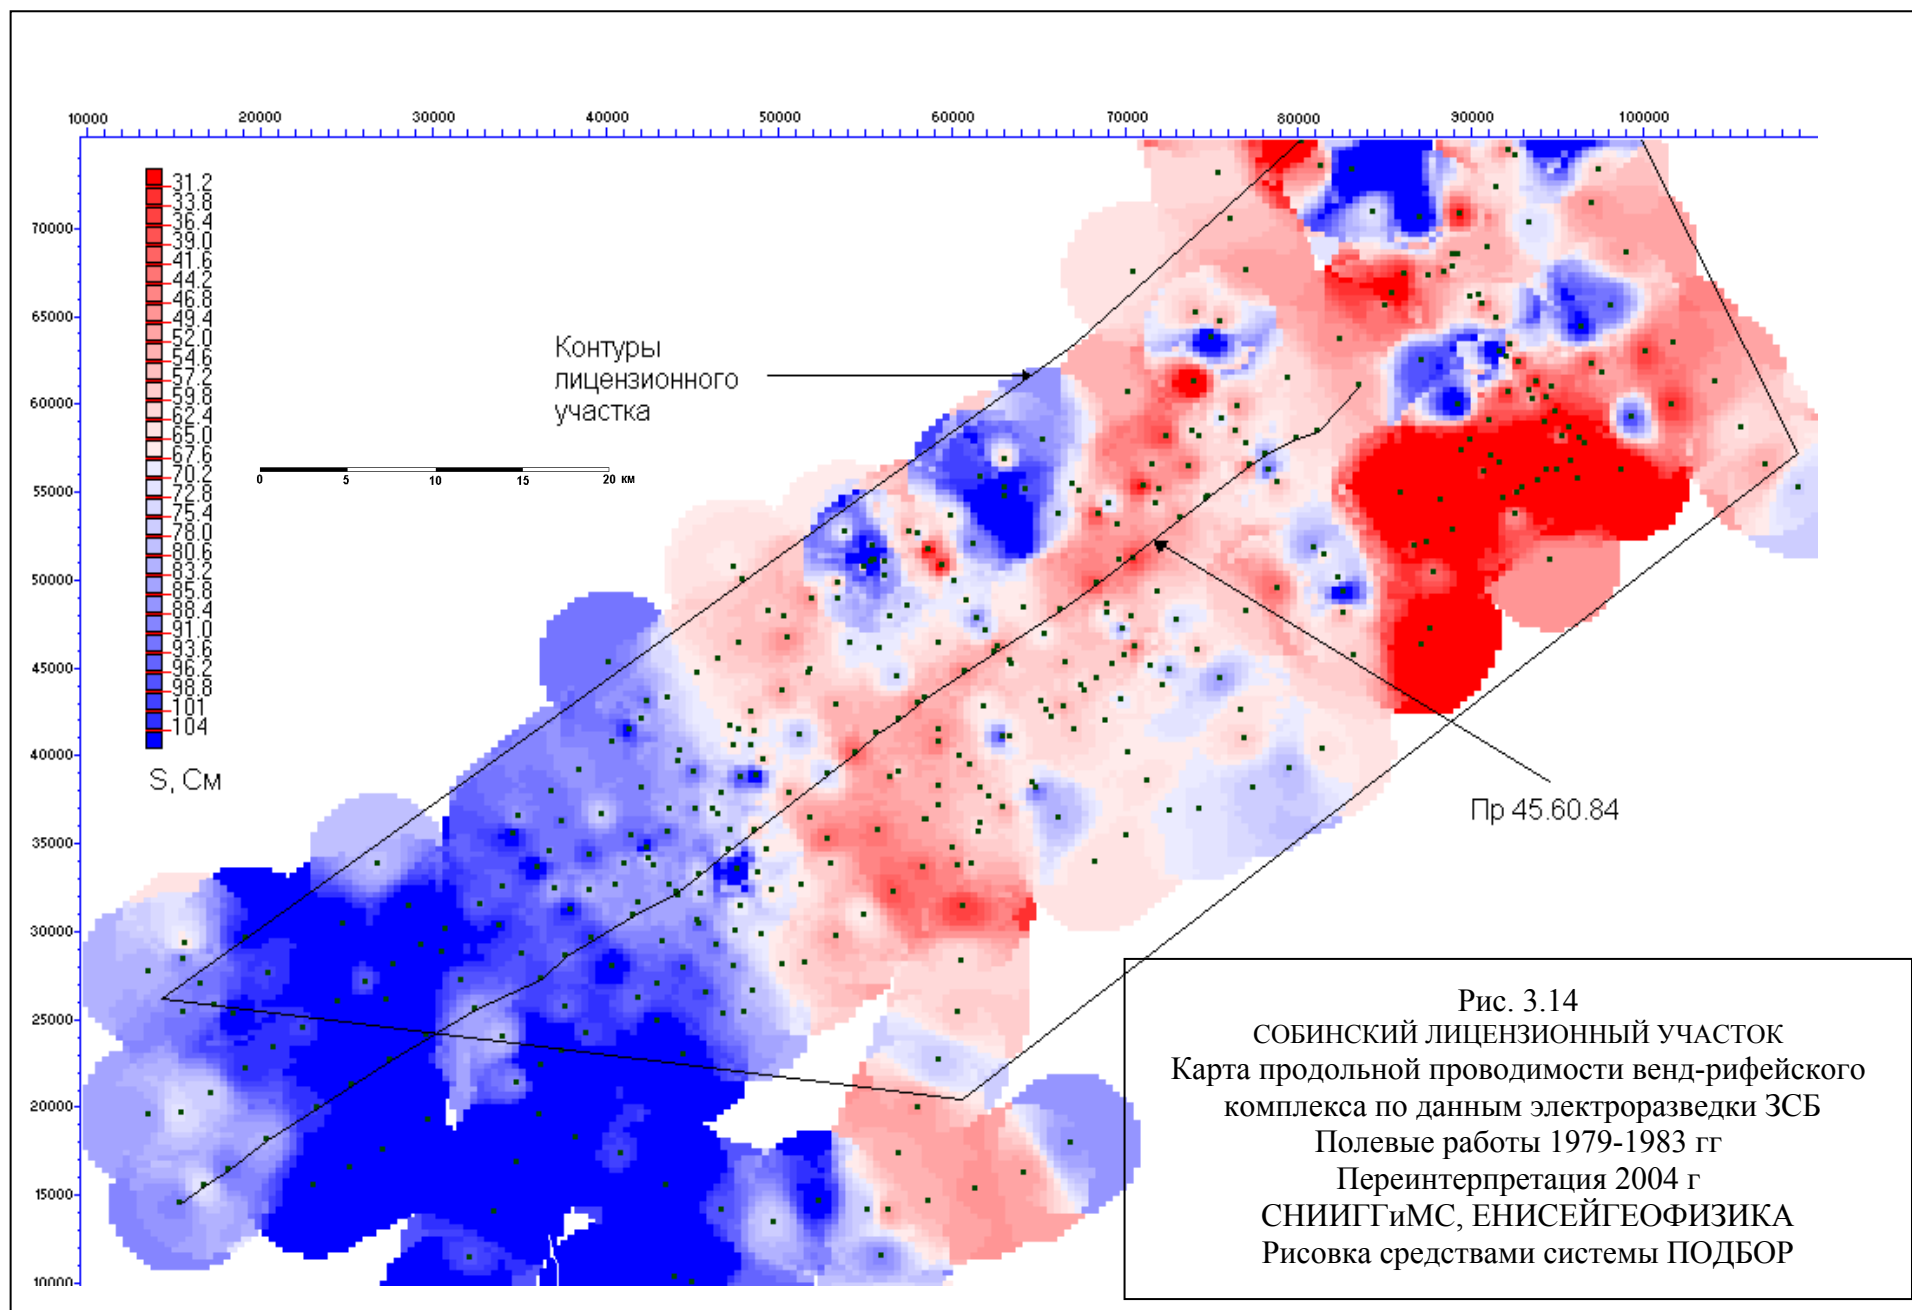 10000 20000 30000 40000 50000 60000 70000 80000 90000 100000
70000
65000
60000
55000
50000
45000
40000
35000
30000
25000
20000
15000
10000
31.2
33.8
36.4
39.0
41.6
44.2
46.8
49.4
52.0
54.6
57.2
59.8
62.4
65.0
67.6
70.2
72.8
75.4
78.0
80.6
83.2
85.8
88.4
91.0
93.6
96.2
98.8
101
104
S, См
Контуры
лицензионного
участка
0 5 10 15 20 км
Пр 45.60.84
Рис. 3.14
СОБИНСКИЙ ЛИЦЕНЗИОННЫЙ УЧАСТОК
Карта продольной проводимости венд-рифейского
комплекса по данным электроразведки ЗСБ
Полевые работы 1979-1983 гг
Переинтерпретация 2004 г
СНИИГГиМС, ЕНИСЕЙГЕОФИЗИКА
Рисовка средствами системы ПОДБОР